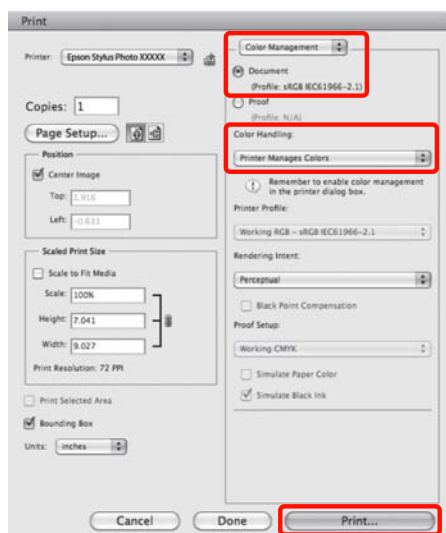 Print
Printer: Epson Stylus Photo XXXXX
Copies: 1
Page Setup...
Position
Center Image
Top: 1.916
Left: -0.631
Scaled Print Size
Scale to Fit Media
Scale: 100%
Height: 7.041
Width: 9.027
Print Resolution: 72 PPI
Print Selected Area
Bounding Box
Units: inches
Color Management
Document
(Profile: sRGB IEC61966-2.1)
Proof
(Profile: N/A)
Color Handling:
Printer Manages Colors
Remember to enable color management
in the printer dialog box.
Printer Profile:
Working RGB - sRGB IEC61966-2.1
Rendering Intent:
Perceptual
Black Point Compensation
Proof Setup:
Working CMYK
Simulate Paper Color
Simulate Black Ink
Cancel
Done
Print...